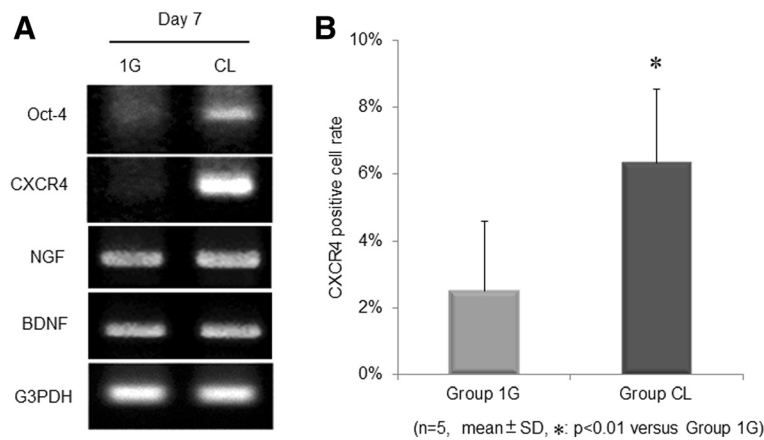 A
Day 7
1G CL
Oct-4
CXCR4
NGF
BDNF
G3PDH
B
CXCR4 positive cell rate
10%
8%
6%
4%
2%
0%
*
Group 1G Group CL
(n=5, mean±SD, *: p<0.01 versus Group 1G)